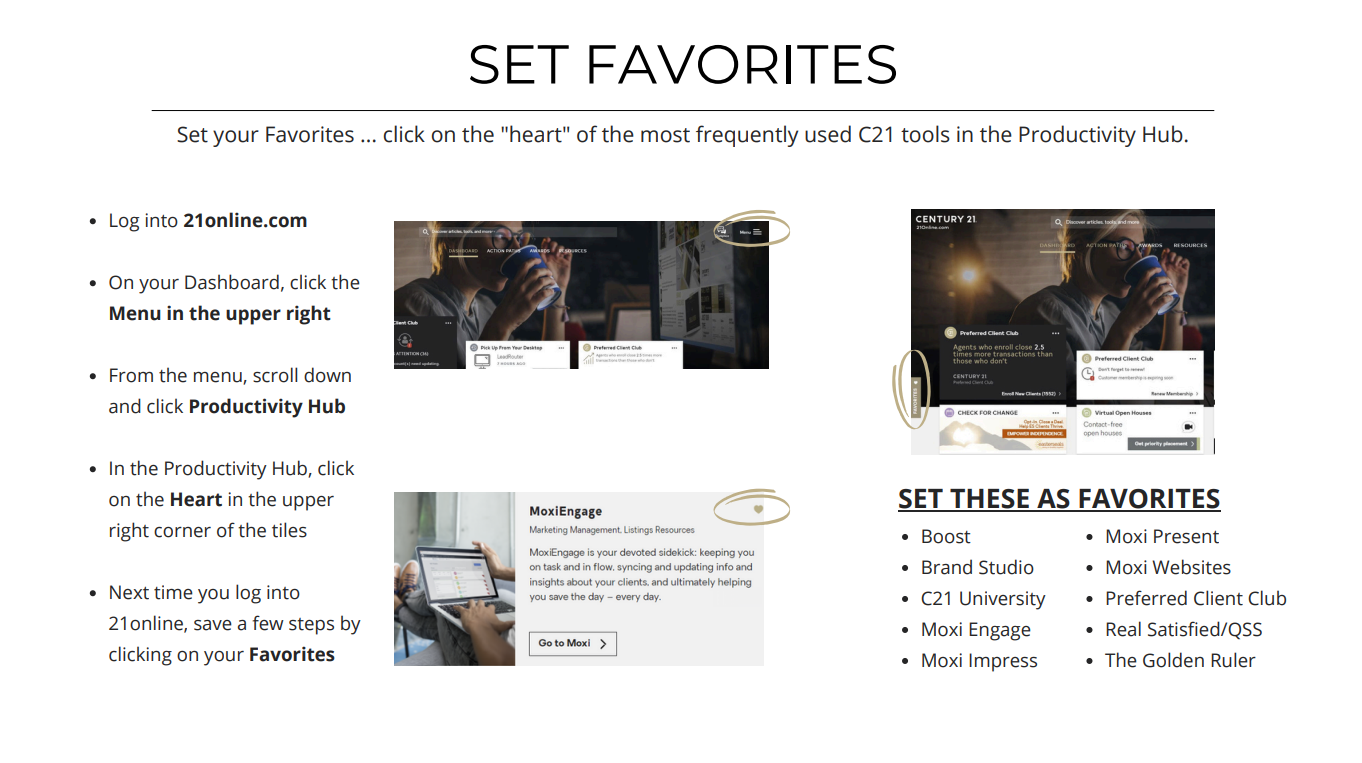 SET FAVORITES
Set your Favorites ... click on the "heart" of the most frequently used C21 tools in the Productivity Hub.
• Log into 21online.com
• On your Dashboard, click the
Menu in the upper right
• From the menu, scroll down
and click Productivity Hub
• In the Productivity Hub, click
on the Heart in the upper
right corner of the tiles
• Next time you log into
21online, save a few steps by
clicking on your Favorites
Discover articles, tools, and more
Menu
DASHBOARD ACTION PATHS AWARDS RESOURCES
Client Club
ATTENTION
need updating
Pick Up From Your Desktop
LeadRouter
Preferred Client Club
Agents who enroll close 2.5 times more
transactions than those who don't
MoxiEngage
Marketing Management, Listings Resources
MoxiEngage is your devoted sidekick: keeping you
on task and in flow, syncing and updating info and
insights about your clients, and ultimately helping
you save the day – every day.
Go to Moxi
CENTURY 21
21Online.com
Discover articles, tools, and more
DASHBOARD ACTION PATHS AWARDS RESOURCES
Preferred Client Club
Agents who enroll close 2.5
times more transactions than
those who don't
CENTURY 21
Preferred Client Club
Enroll New Clients (1552)
Preferred Client Club
Don't forget to renew!
Customer membership is expiring soon
Renew Membership
FAVORITES
CHECK FOR CHANGE
Opt-in. Close a Deal.
Help ES Clients Thrive.
EMPOWER INDEPENDENCE.
Virtual Open Houses
Contact-free
open houses
Get priority placement
SET THESE AS FAVORITES
• Boost
• Brand Studio
• C21 University
• Moxi Engage
• Moxi Impress
• Moxi Present
• Moxi Websites
• Preferred Client Club
• Real Satisfied/QSS
• The Golden Ruler